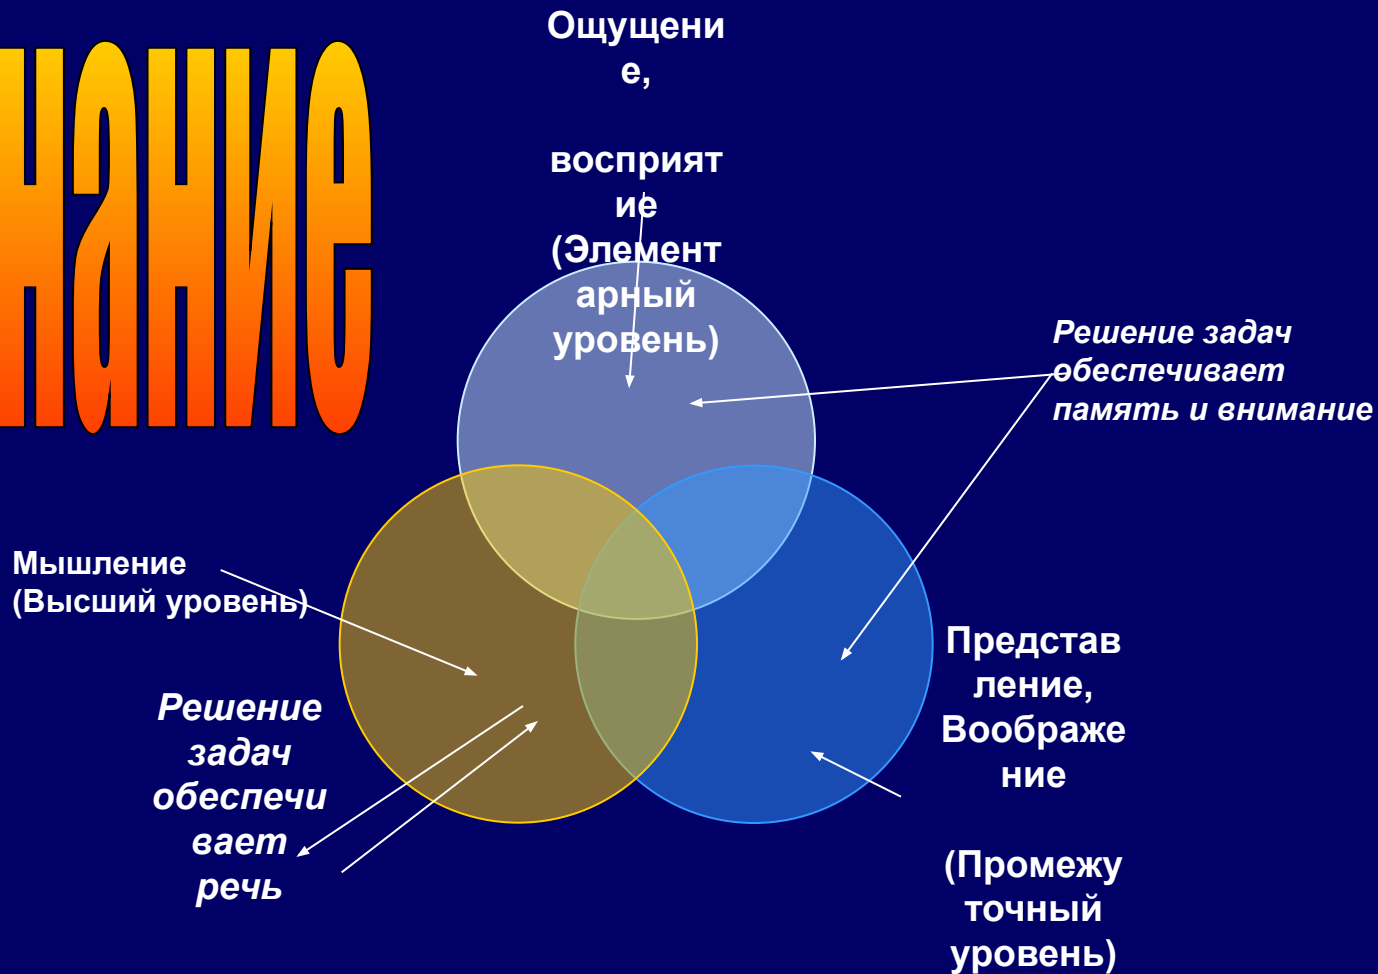 нание
Ощущени
е,
восприят
ие
(Элемент
арный
уровень)
Решение задач
обеспечивает
память и внимание
Мышление
(Высший уровень)
Решение
задач
обеспечи
вает
речь
Представ
ление,
Воображе
ние
(Промежу
точный
уровень)